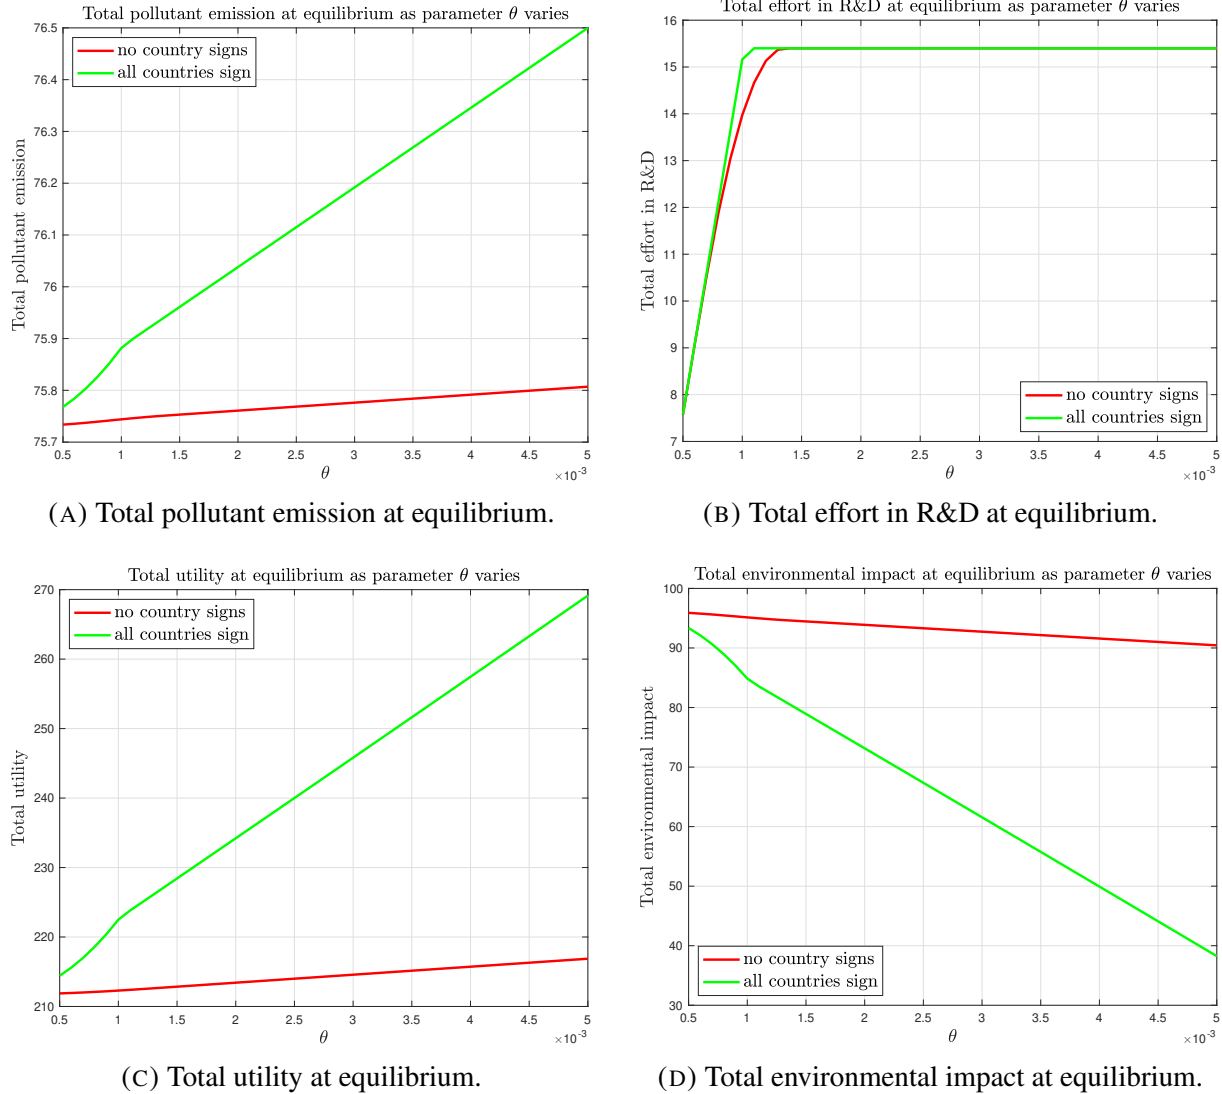 Total pollutant emission at equilibrium as parameter θ varies
76.5
76.4
76.3
76.2
76.1
76
75.9
75.8
75.7
Total pollutant emission
no country signs
all countries sign
0.5 1 1.5 2 2.5 3 3.5 4 4.5 5
θ
×10⁻³
(A) Total pollutant emission at equilibrium.
Total effort in R&D at equilibrium as parameter θ varies
16
15
14
13
12
11
10
9
8
7
Total effort in R&D
no country signs
all countries sign
0.5 1 1.5 2 2.5 3 3.5 4 4.5 5
θ
×10⁻³
(B) Total effort in R&D at equilibrium.
Total utility at equilibrium as parameter θ varies
270
260
250
240
230
220
210
Total utility
no country signs
all countries sign
0.5 1 1.5 2 2.5 3 3.5 4 4.5 5
θ
×10⁻³
(C) Total utility at equilibrium.
Total environmental impact at equilibrium as parameter θ varies
100
90
80
70
60
50
40
30
Total environmental impact
no country signs
all countries sign
0.5 1 1.5 2 2.5 3 3.5 4 4.5 5
θ
×10⁻³
(D) Total environmental impact at equilibrium.